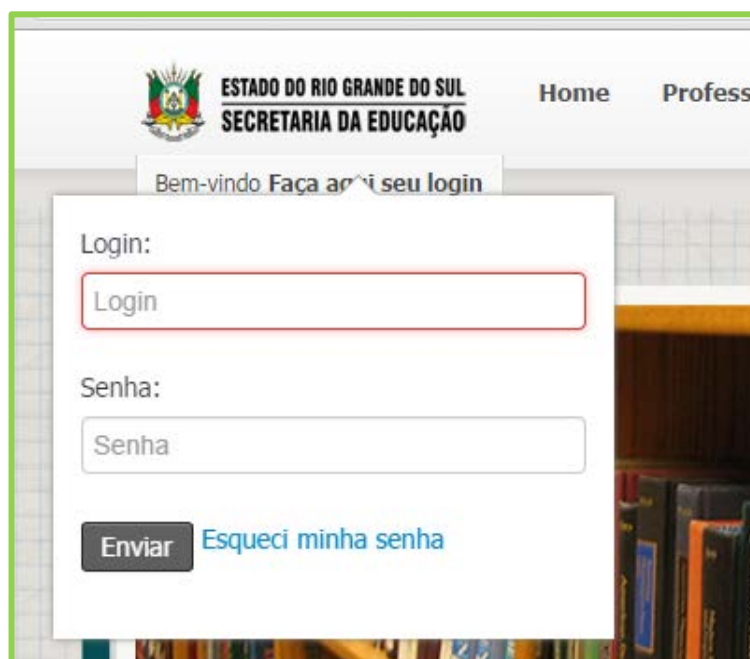 ESTADO DO RIO GRANDE DO SUL
SECRETARIA DA EDUCAÇÃO
Home
Bem-vindo Faça aqui seu login
Login:
Login
Senha:
Senha
Enviar Esqueci minha senha